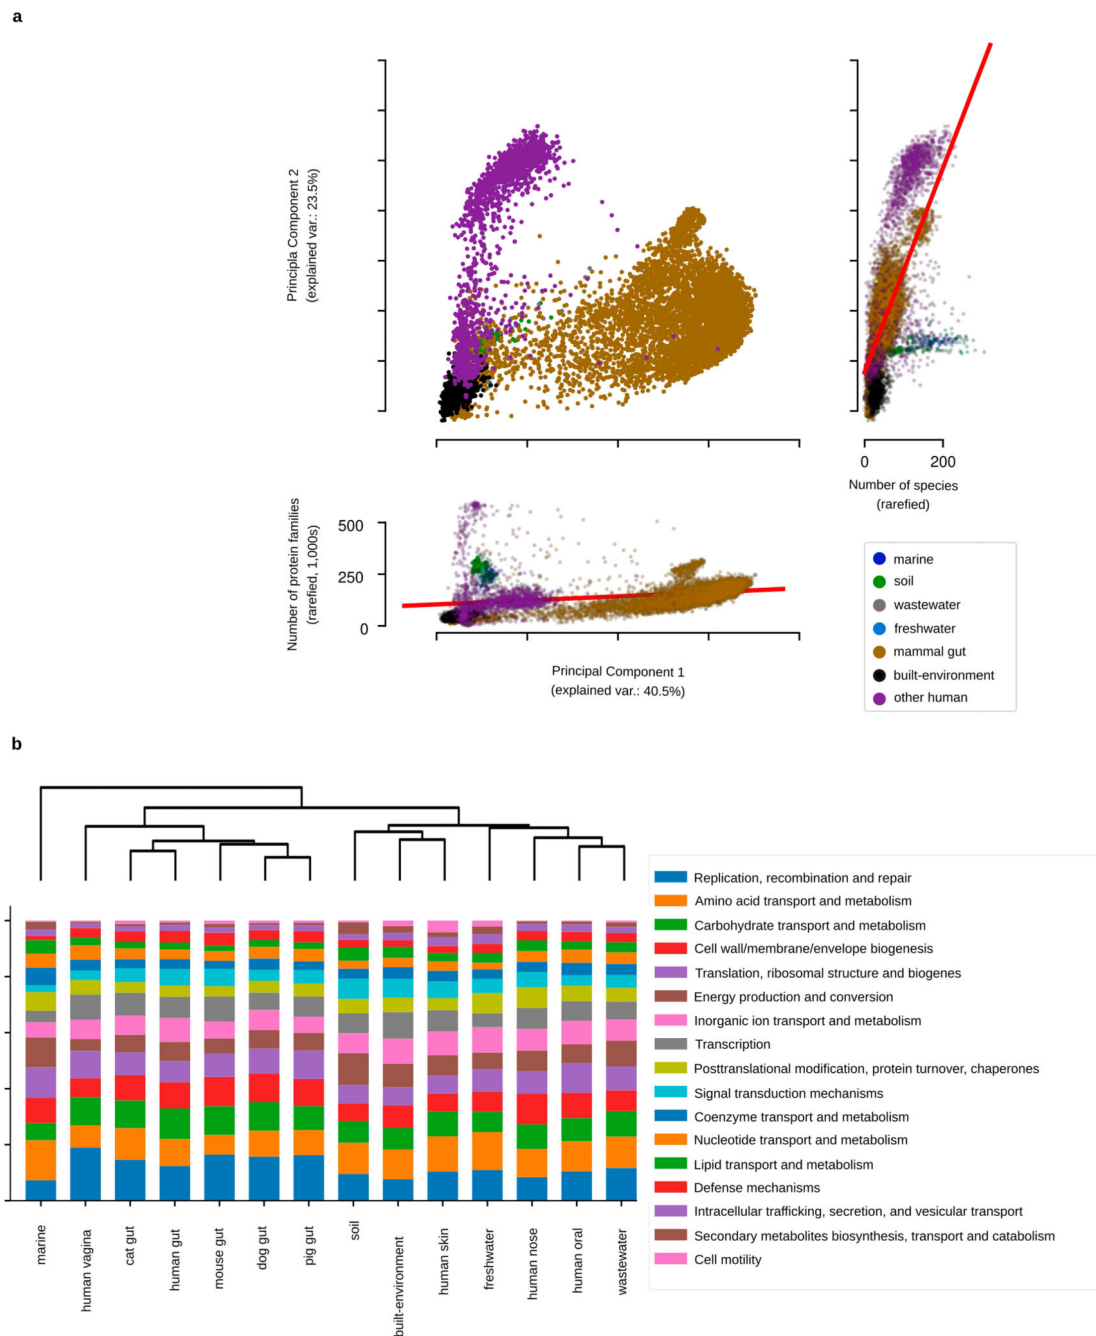 a
Principla Component 2
(explained var.: 23.5%)
0
200
Number of species
(rarefied)
Number of protein families
(rarefied, 1,000s)
500
250
0
Principal Component 1
(explained var.: 40.5%)
marine
soil
wastewater
freshwater
mammal gut
built-environment
other human
b
Replication, recombination and repair
Amino acid transport and metabolism
Carbohydrate transport and metabolism
Cell wall/membrane/envelope biogenesis
Translation, ribosomal structure and biogenes
Energy production and conversion
Inorganic ion transport and metabolism
Transcription
Posttranslational modification, protein turnover, chaperones
Signal transduction mechanisms
Coenzyme transport and metabolism
Nucleotide transport and metabolism
Lipid transport and metabolism
Defense mechanisms
Intracellular trafficking, secretion, and vesicular transport
Secondary metabolites biosynthesis, transport and catabolism
Cell motility
marine
human vagina
cat gut
human gut
mouse gut
dog gut
pig gut
soil
built-environment
human skin
freshwater
human nose
human oral
wastewater